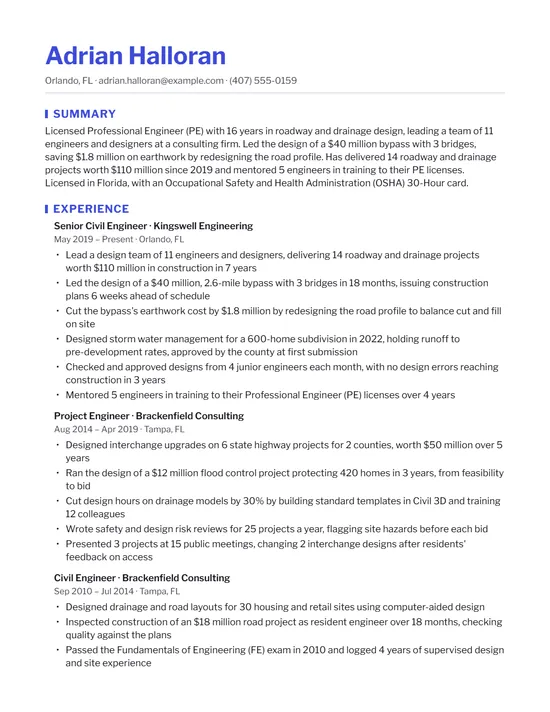 Adrian Halloran
Orlando, FL · adrian.halloran@example.com · (407) 555-0159
SUMMARY
Licensed Professional Engineer (PE) with 16 years in roadway and drainage design, leading a team of 11
engineers and designers at a consulting firm. Led the design of a $40 million bypass with 3 bridges,
saving $1.8 million on earthwork by redesigning the road profile. Has delivered 14 roadway and drainage
projects worth $110 million since 2019 and mentored 5 engineers in training to their PE licenses.
Licensed in Florida, with an Occupational Safety and Health Administration (OSHA) 30-Hour card.
EXPERIENCE
Senior Civil Engineer · Kingswell Engineering
May 2019 – Present · Orlando, FL
• Lead a design team of 11 engineers and designers, delivering 14 roadway and drainage projects
worth $110 million in construction in 7 years
• Led the design of a $40 million, 2.6-mile bypass with 3 bridges in 18 months, issuing construction
plans 6 weeks ahead of schedule
• Cut the bypass's earthwork cost by $1.8 million by redesigning the road profile to balance cut and fill
on site
• Designed storm water management for a 600-home subdivision in 2022, holding runoff to
pre-development rates, approved by the county at first submission
• Checked and approved designs from 4 junior engineers each month, with no design errors reaching
construction in 3 years
• Mentored 5 engineers in training to their Professional Engineer (PE) licenses over 4 years
Project Engineer · Brackenfield Consulting
Aug 2014 – Apr 2019 · Tampa, FL
• Designed interchange upgrades on 6 state highway projects for 2 counties, worth $50 million over 5
years
• Ran the design of a $12 million flood control project protecting 420 homes in 3 years, from feasibility
to bid
• Cut design hours on drainage models by 30% by building standard templates in Civil 3D and training
12 colleagues
• Wrote safety and design risk reviews for 25 projects a year, flagging site hazards before each bid
• Presented 3 projects at 15 public meetings, changing 2 interchange designs after residents'
feedback on access
Civil Engineer · Brackenfield Consulting
Sep 2010 – Jul 2014 · Tampa, FL
• Designed drainage and road layouts for 30 housing and retail sites using computer-aided design
• Inspected construction of an $18 million road project as resident engineer over 18 months, checking
quality against the plans
• Passed the Fundamentals of Engineering (FE) exam in 2010 and logged 4 years of supervised design
and site experience